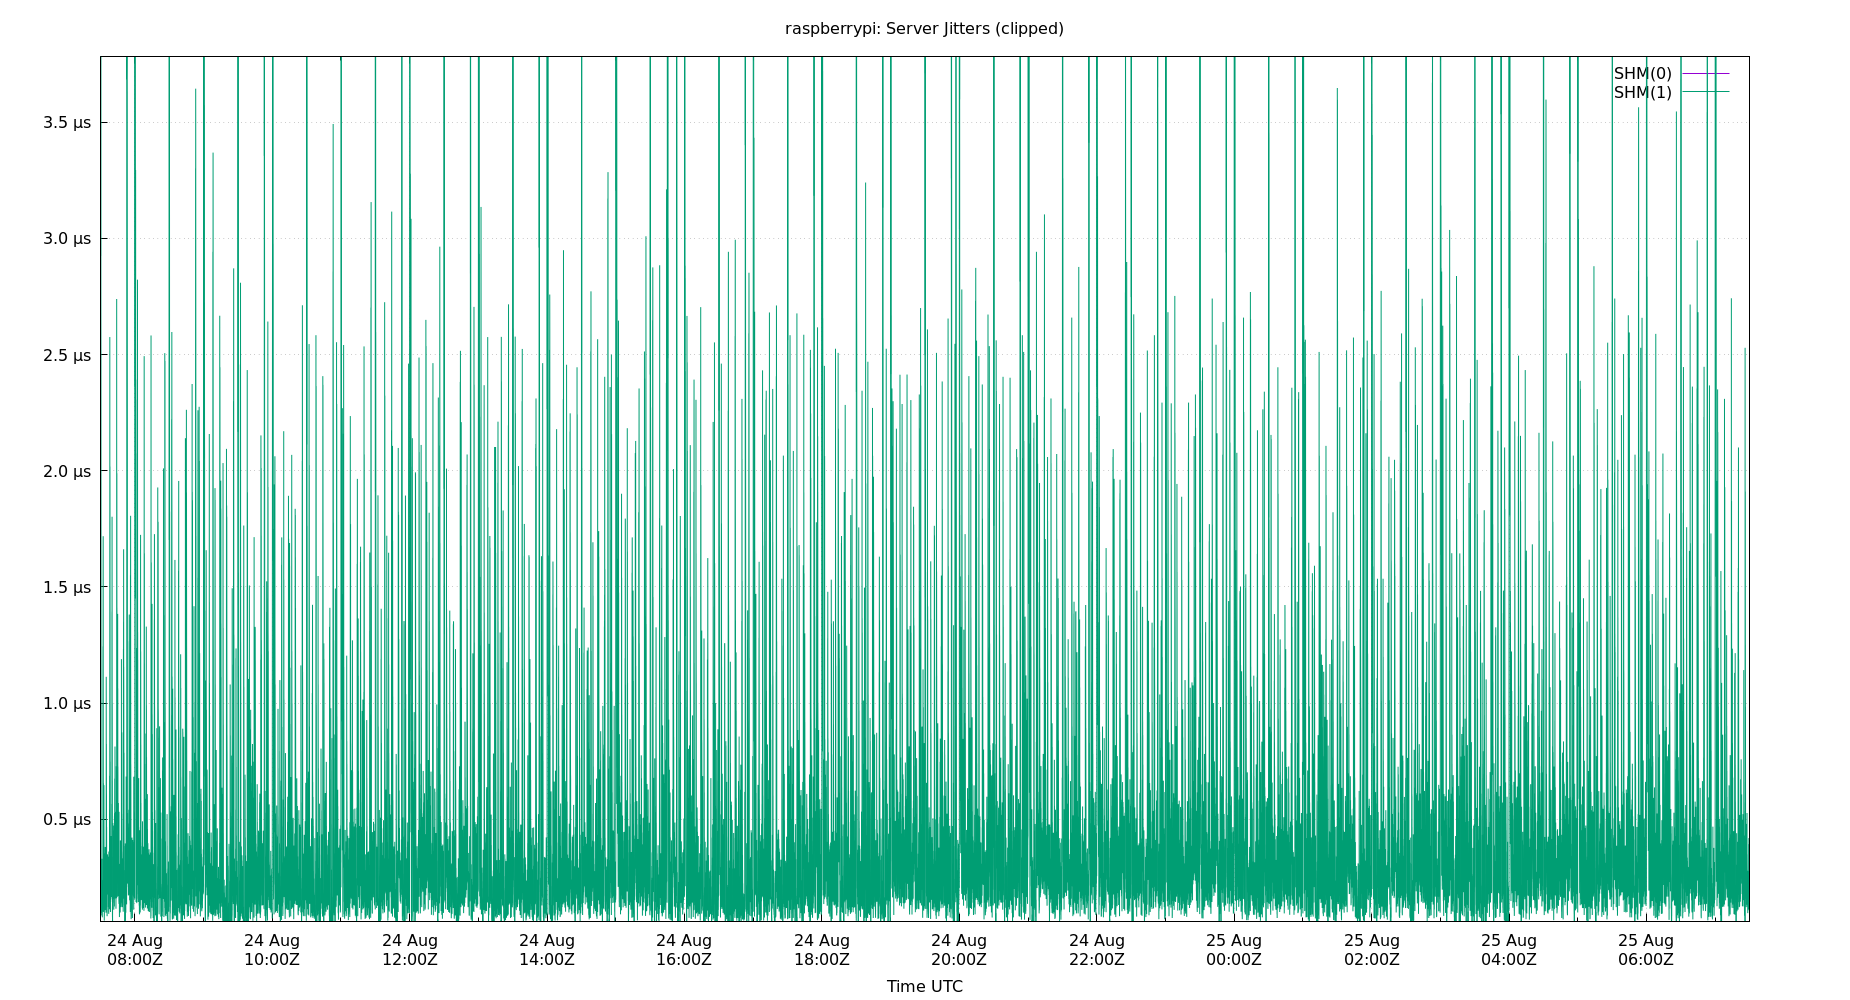 raspberrypi: Server Jitters (clipped)
SHM(0)
SHM(1)
3.5 µs
3.0 µs
2.5 µs
2.0 µs
1.5 µs
1.0 µs
0.5 µs
24 Aug 24 Aug 24 Aug 24 Aug 24 Aug 24 Aug 24 Aug 24 Aug 25 Aug 25 Aug 25 Aug 25 Aug
08:00Z 10:00Z 12:00Z 14:00Z 16:00Z 18:00Z 20:00Z 22:00Z 00:00Z 02:00Z 04:00Z 06:00Z
Time UTC